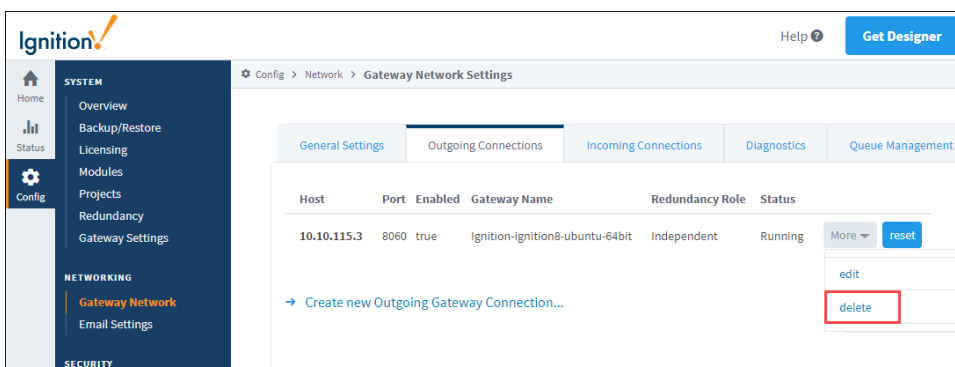 Ignition!
Help ?
Get Designer
Home
Status
Config
SYSTEM
Overview
Backup/Restore
Licensing
Modules
Projects
Redundancy
Gateway Settings
NETWORKING
Gateway Network
Email Settings
SECURITY
Config > Network > Gateway Network Settings
General Settings Outgoing Connections Incoming Connections Diagnostics Queue Management
Host Port Enabled Gateway Name Redundancy Role Status
10.10.115.3 8060 true Ignition-ignition8-ubuntu-64bit Independent Running More reset
edit
delete
→ Create new Outgoing Gateway Connection...